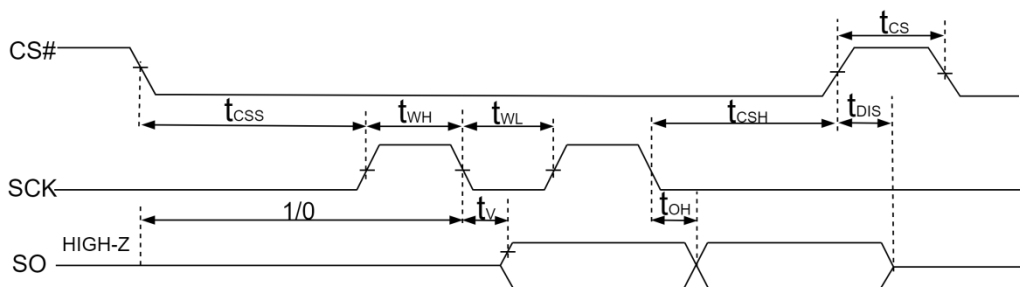 tCS
CS#
tCSS
tWH
tWL
tCSH
tDIS
SCK
1/0
tV
tOH
HIGH-Z
SO